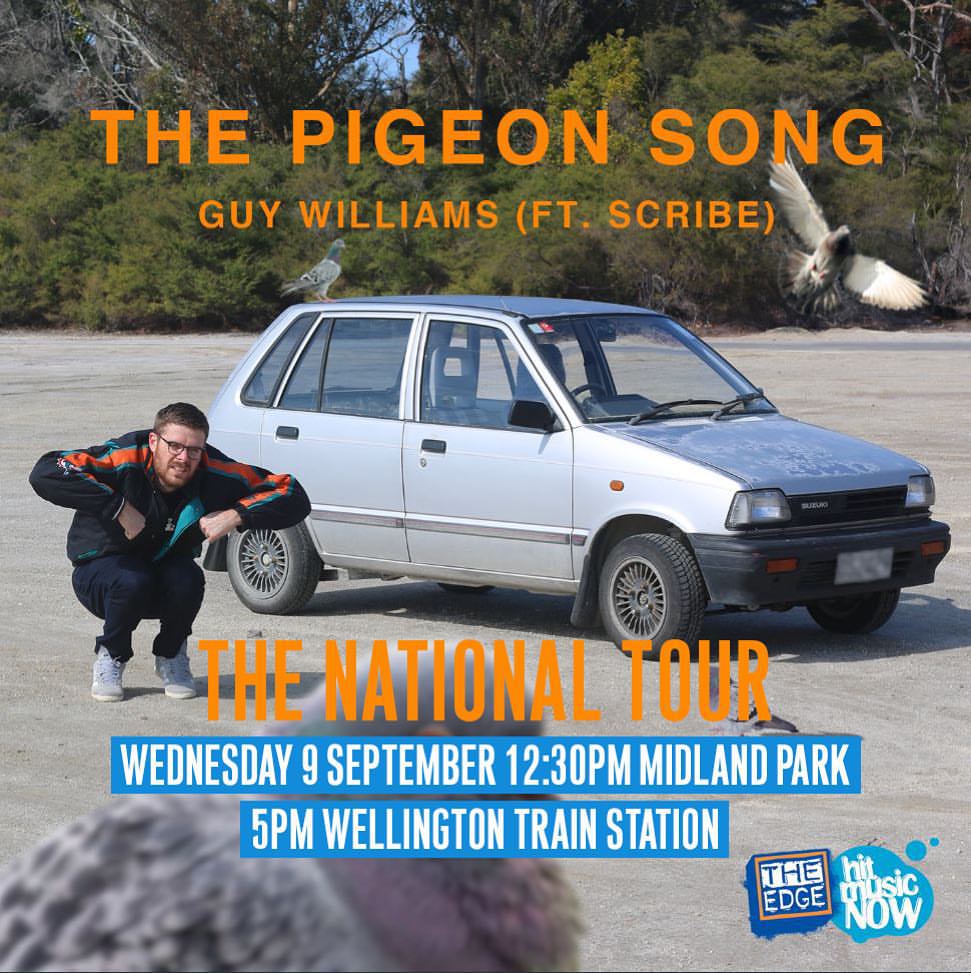 THE PIGEON SONG
GUY WILLIAMS (FT. SCRIBE)
SUZUKI
THE NATIONAL TOUR
WEDNESDAY 9 SEPTEMBER 12:30PM MIDLAND PARK
5PM WELLINGTON TRAIN STATION
THE
EDGE
hit
music
NOW